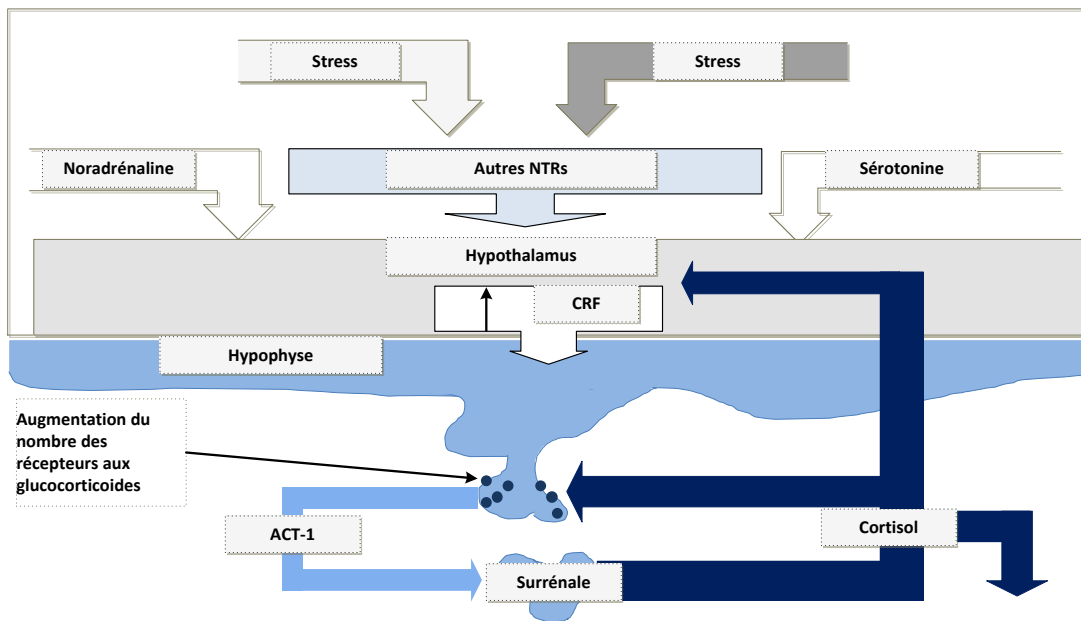 Stress
Stress
Noradrénaline
Autres NTRs
Sérotonine
Hypothalamus
CRF
Hypophyse
Augmentation du
nombre des
récepteurs aux
glucocorticoides
ACT-1
Cortisol
Surrénale